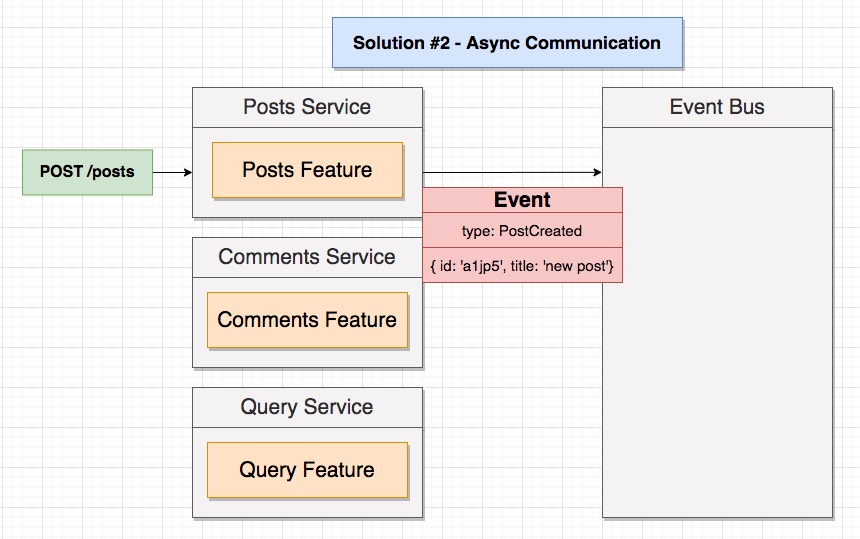 Solution #2 - Async Communication
Posts Service
Event Bus
POST /posts
Posts Feature
Event
type: PostCreated
{ id: 'a1jp5', title: 'new post'}
Comments Service
Comments Feature
Query Service
Query Feature